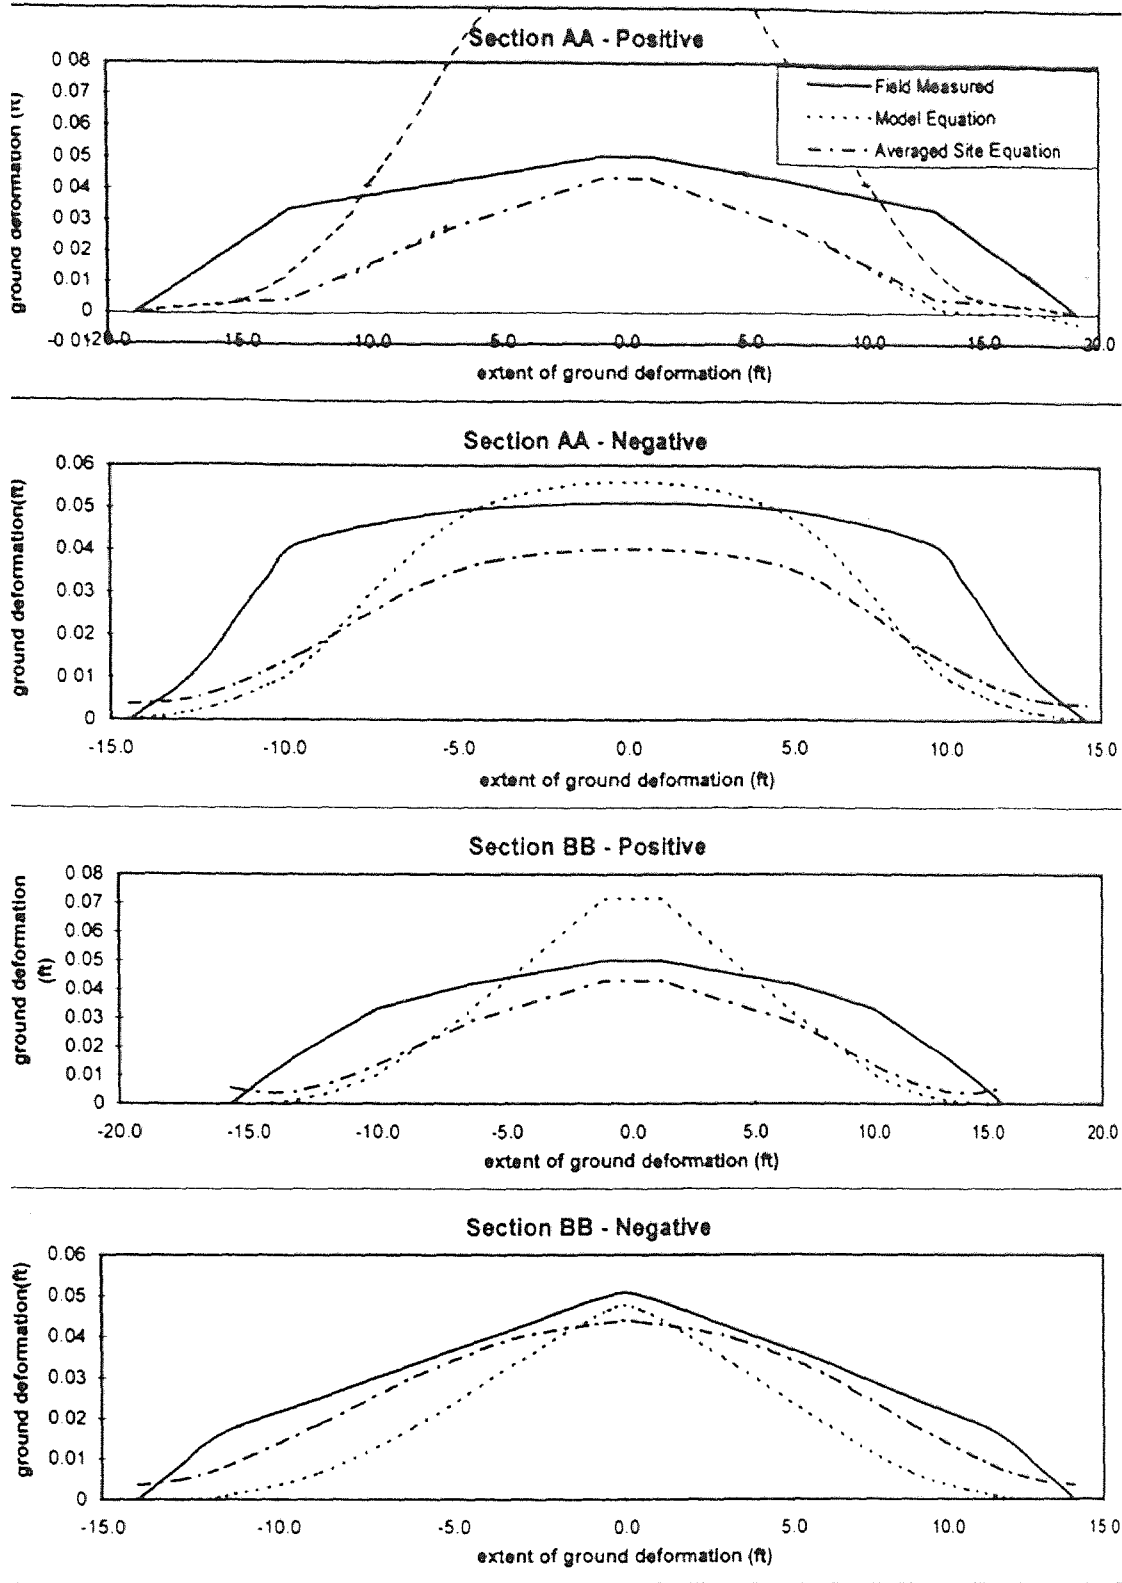 Section AA - Positive
ground deformation (ft)
0 08
0.07
0.06
0.05
0.04
0 03
0 02
0.01
0
-0 01
Field Measured
Model Equation
Averaged Site Equation
-20.0 -15.0 -10.0 -5.0 0.0 5.0 10.0 15.0 20.0
extent of ground deformation (ft)
Section AA - Negative
ground deformation(ft)
0.06
0.05
0.04
0.03
0.02
0 01
0
-15.0 -10.0 -5.0 0.0 5.0 10.0 15.0
extent of ground deformation (ft)
Section BB - Positive
ground deformation
(ft)
0.08
0.07
0.06
0.05
0.04
0.03
0.02
0.01
0
-20.0 -15.0 -10.0 -5.0 0.0 5.0 10.0 15.0 20.0
extent of ground deformation (ft)
Section BB - Negative
ground deformation(ft)
0.06
0.05
0.04
0.03
0.02
0.01
0
-15.0 -10.0 -5.0 0.0 5.0 10.0 15 0
extent of ground deformation (ft)